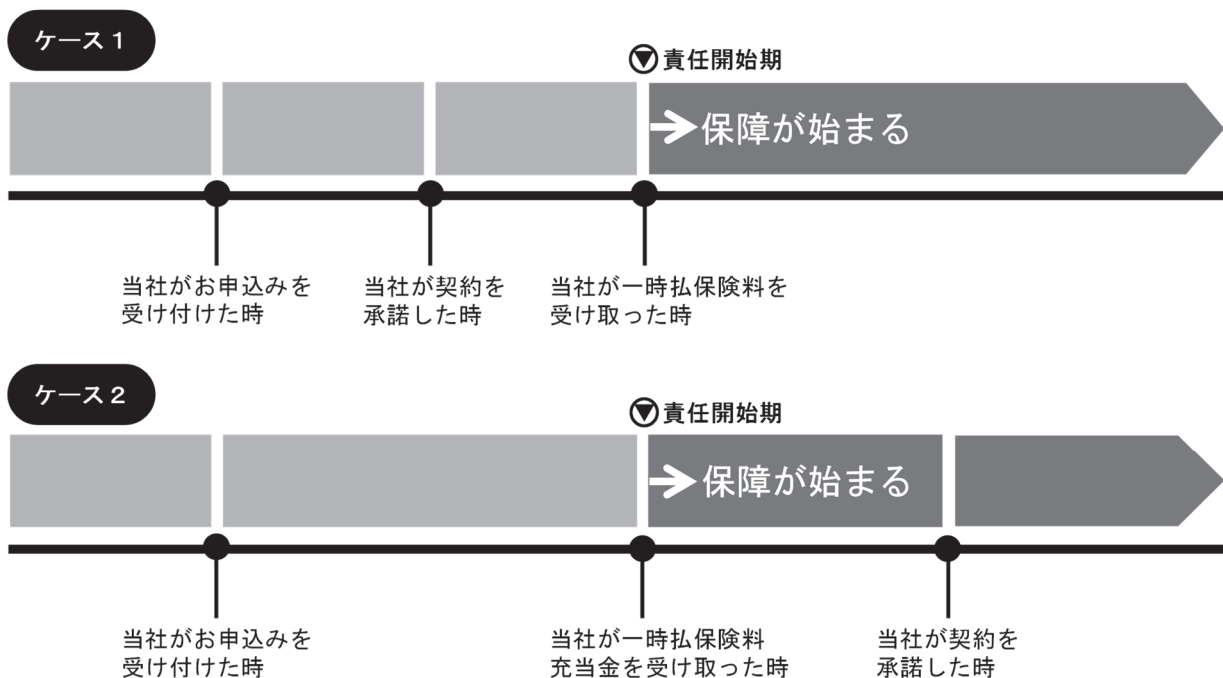 ケース1
責任開始期
保障が始まる
当社がお申込みを
受け付けた時
当社が契約を
承諾した時
当社が一時払保険料を
受け取った時
ケース2
責任開始期
保障が始まる
当社がお申込みを
受け付けた時
当社が一時払保険料
充当金を受け取った時
当社が契約を
承諾した時